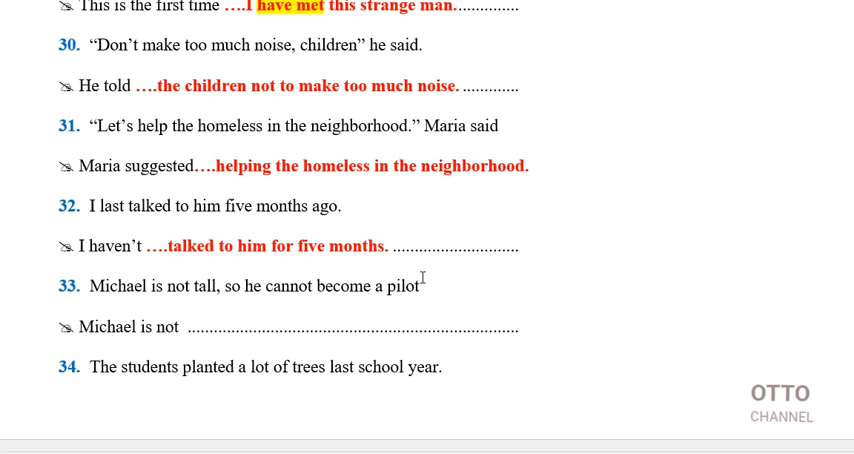 This is the first time ….I have met this strange man...............
30. “Don’t make too much noise, children” he said.
He told ….the children not to make too much noise. .............
31. “Let’s help the homeless in the neighborhood.” Maria said
Maria suggested….helping the homeless in the neighborhood.
32. I last talked to him five months ago.
I haven’t ….talked to him for five months. .............................
33. Michael is not tall, so he cannot become a pilot
Michael is not ............................................................................
34. The students planted a lot of trees last school year.
OTTO
CHANNEL